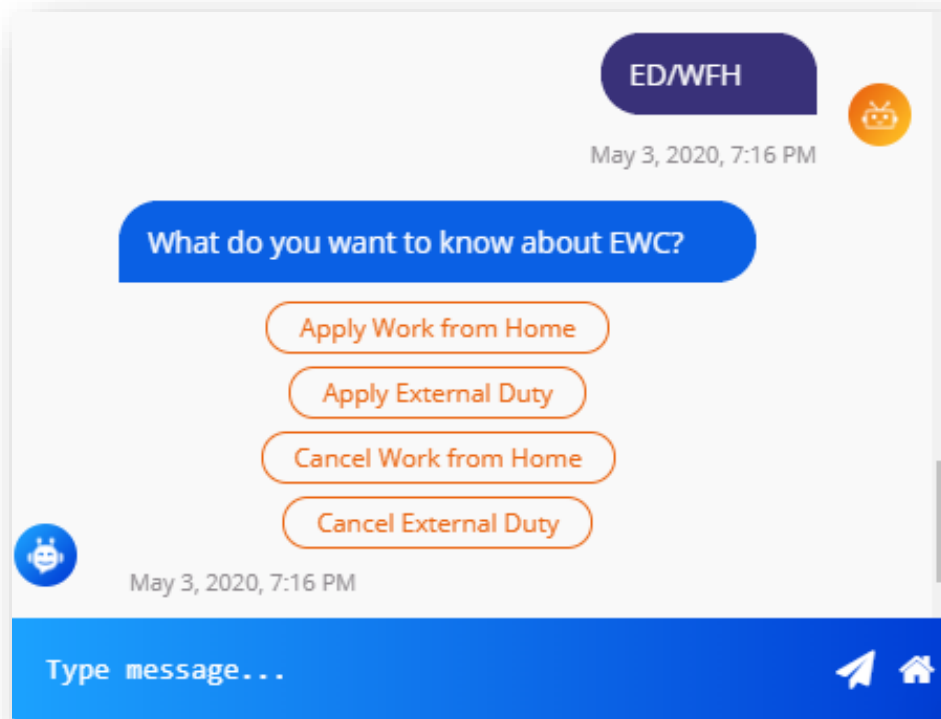 ED/WFH
May 3, 2020, 7:16 PM
What do you want to know about EWC?
Apply Work from Home
Apply External Duty
Cancel Work from Home
Cancel External Duty
May 3, 2020, 7:16 PM
Type message...